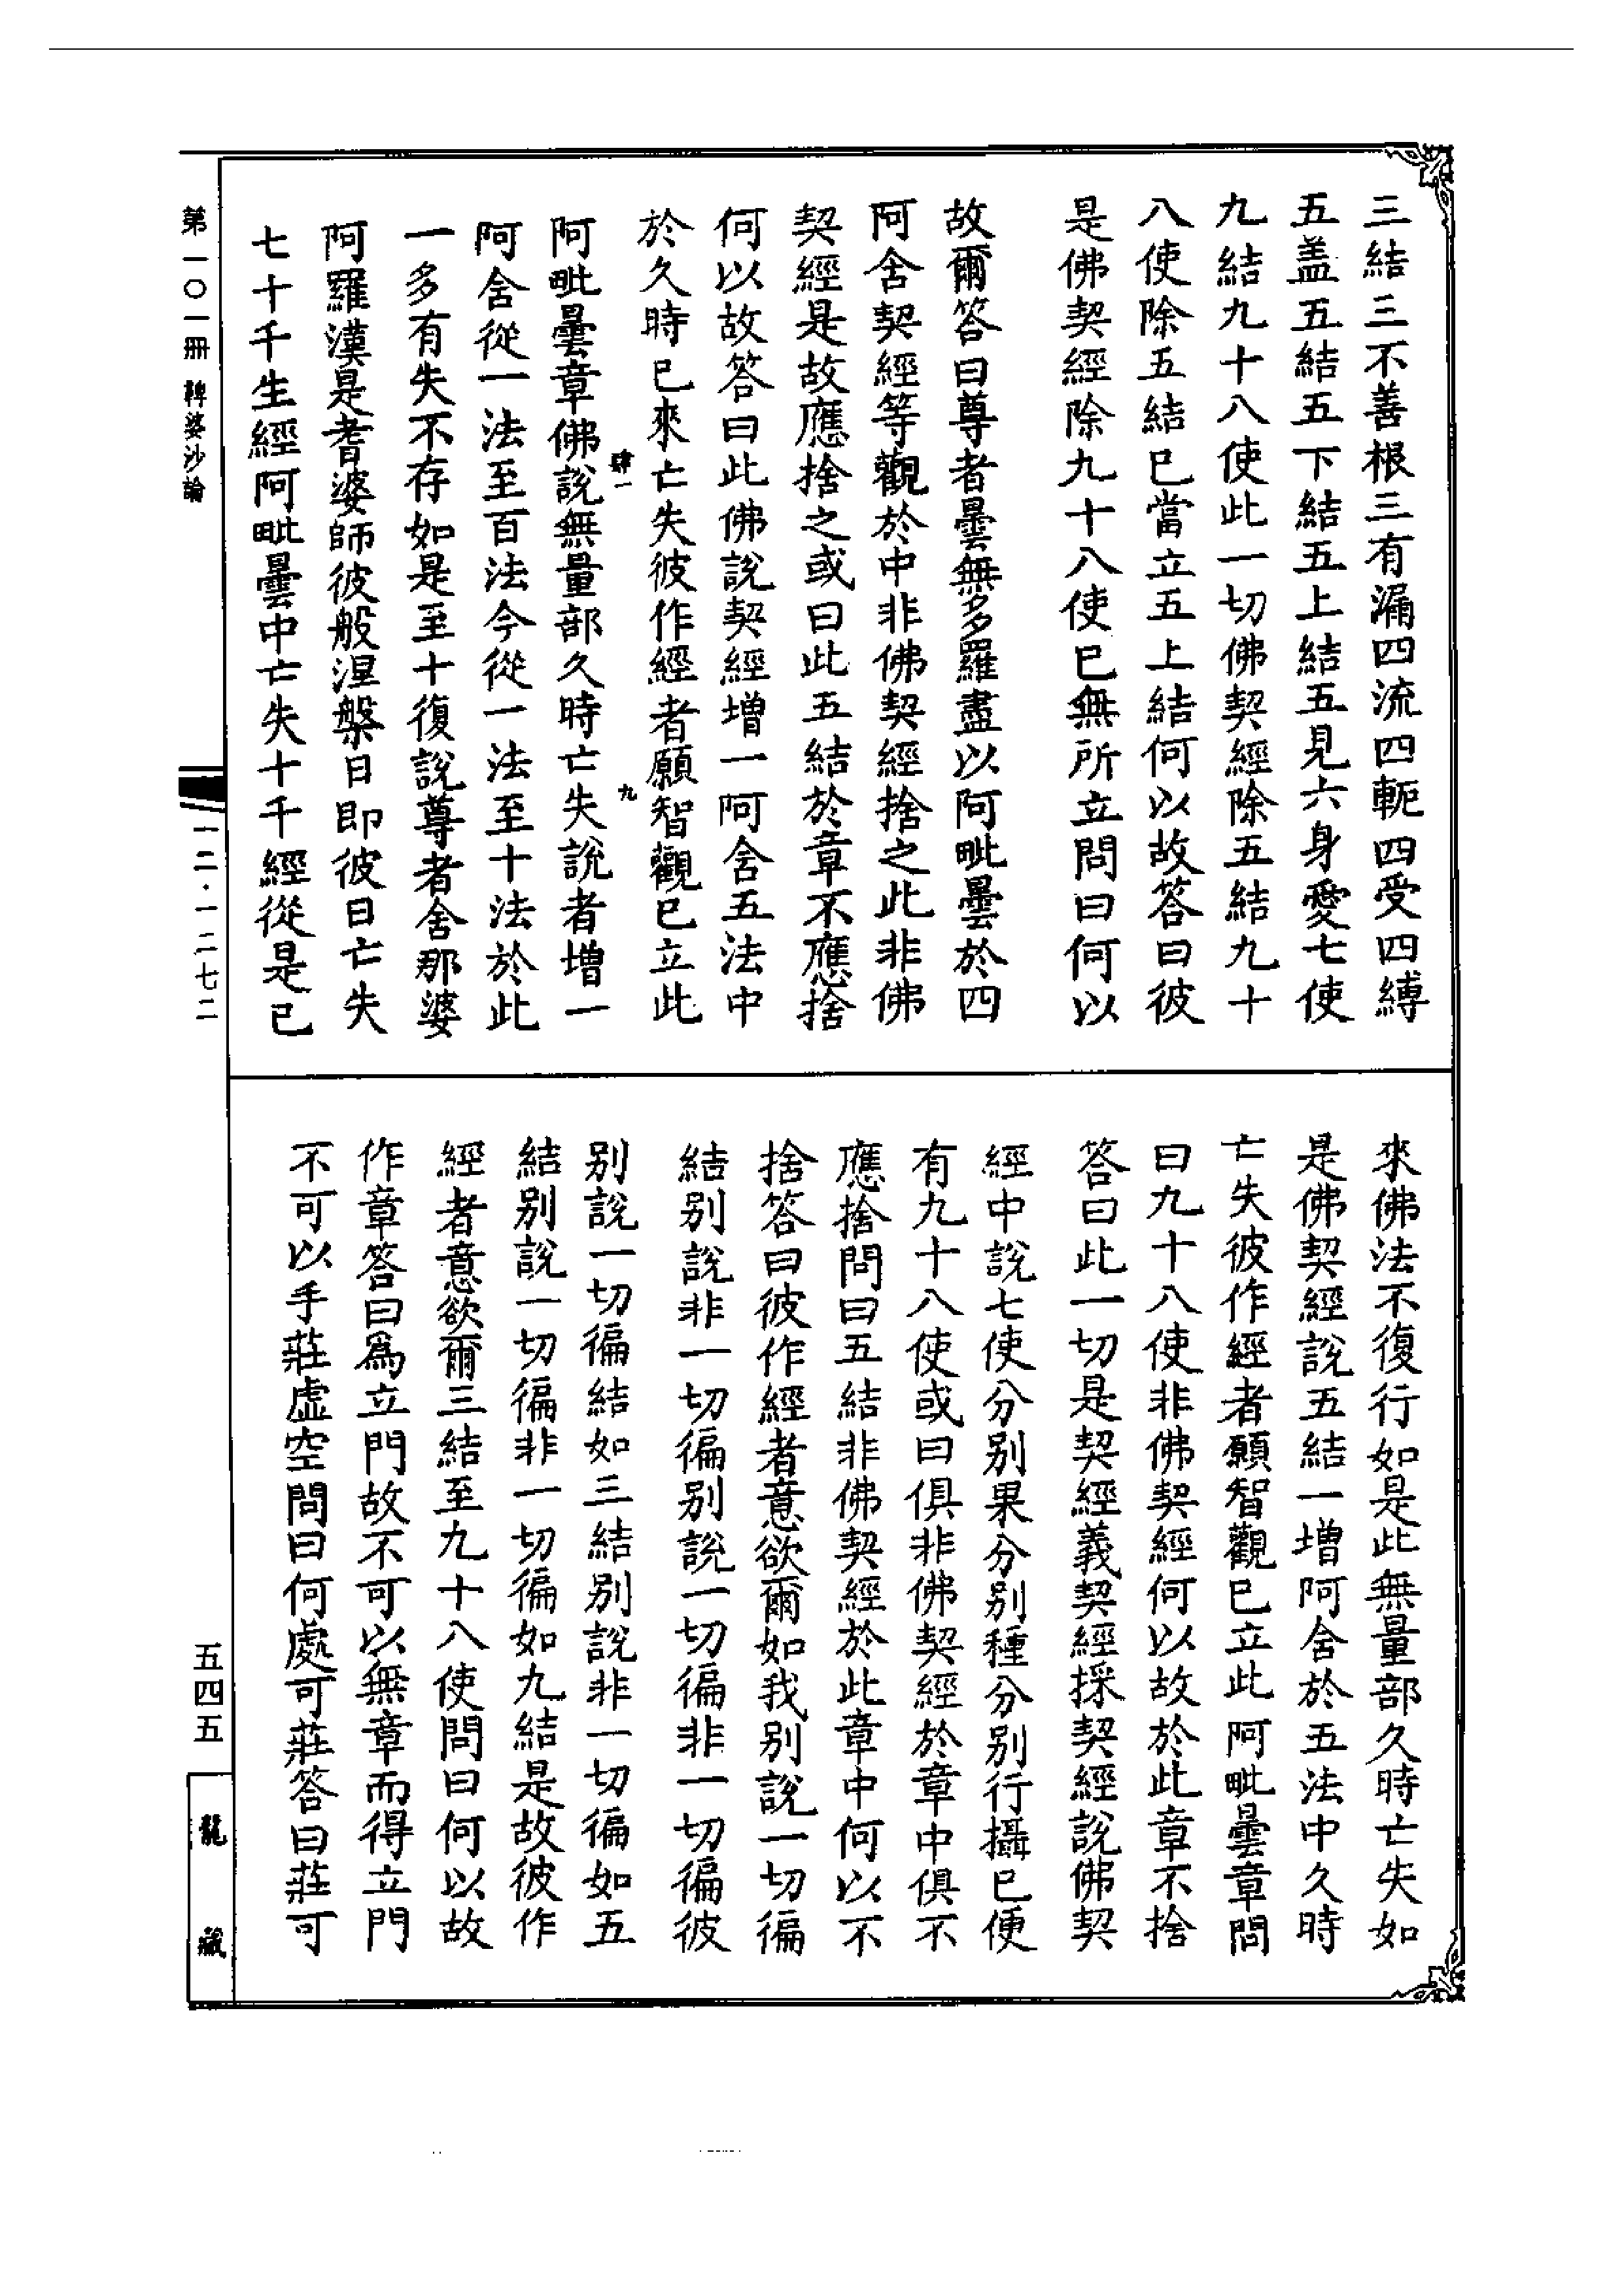 三結三不善根三有漏四流四軛四受四縛
五盖五結五下結五上結五見六身愛七使
九結九十八使此一切佛契經除五結九十
八使除五結已當立五上結何以故答曰彼
是佛契經除九十八使已無所立問曰何以
故爾答曰尊者曇無多羅盡以阿毗曇於四
阿舍契經等觀於中非佛契經捨之此非佛
契經是故應捨之或曰此五結於章不應捨
何以故答曰此佛說契經增一阿舍五法中
於久時已來亡失彼作經者願智觀已立此
肆一
九
阿毗曇章佛說無量部久時亡失說者增一
阿舍從一法至百法今從一法至十法於此
一多有失不存如是至十復說尊者舍那婆
阿羅漢是耆婆師彼般涅槃日即彼日亡失
七十千生經阿毗曇中亡失十千經從是已
來佛法不復行如是此無量部久時亡失如
是佛契經說五結一增阿舍於五法中久時
亡失彼作經者願智觀已立此阿毗曇章問
曰九十八使非佛契經何以故於此章不捨
答曰此一切是契經義契經採契經說佛契
經中說七使分別果分別種分別行攝已便
有九十八使或曰俱非佛契經於章中俱不
應捨問曰五結非佛契經於此章中何以不
捨答曰彼作經者意欲爾如我別說一切徧
結別說非一切徧別說一切徧非一切徧彼
別說一切徧結如三結別說非一切徧如五
結別說一切徧非一切徧如九結是故彼作
經者意欲爾三結至九十八使問曰何以故
作章答曰爲立門故不可以無章而得立門
不可以手莊虛空問曰何處可莊答曰莊可
第一〇一冊 鞞婆沙論
一二·一二七二
五四五
龍藏